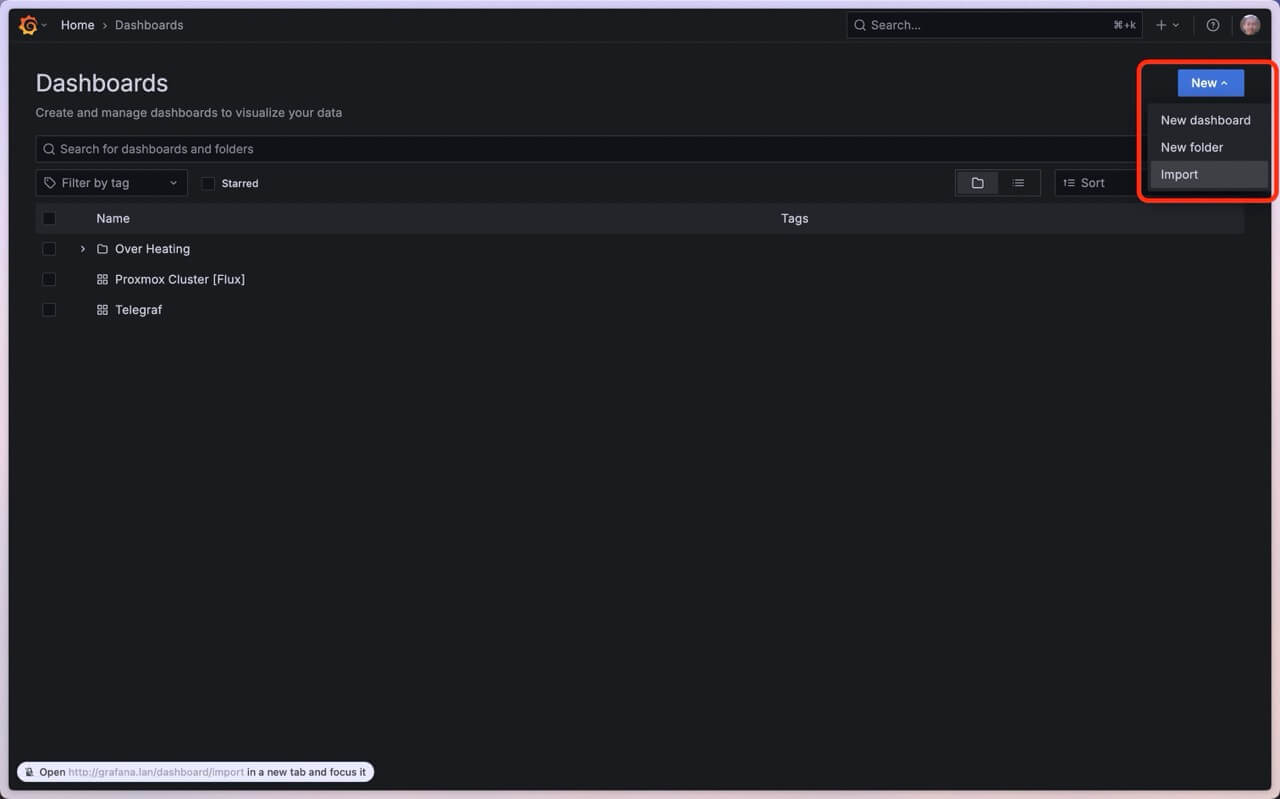 Home › Dashboards
Search...
⌘+k
Dashboards
New
Create and manage dashboards to visualize your data
New dashboard
New folder
Import
Search for dashboards and folders
Filter by tag
Starred
Sort
Name
Tags
Over Heating
Proxmox Cluster [Flux]
Telegraf
Open http://grafana.lan/dashboard/import in a new tab and focus it